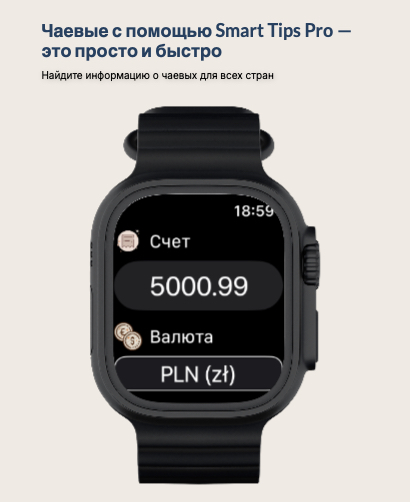 Чаевые с помощью Smart Tips Pro —
это просто и быстро
Найдите информацию о чаевых для всех стран
18:59
Счет
5000.99
Валюта
PLN (zł)